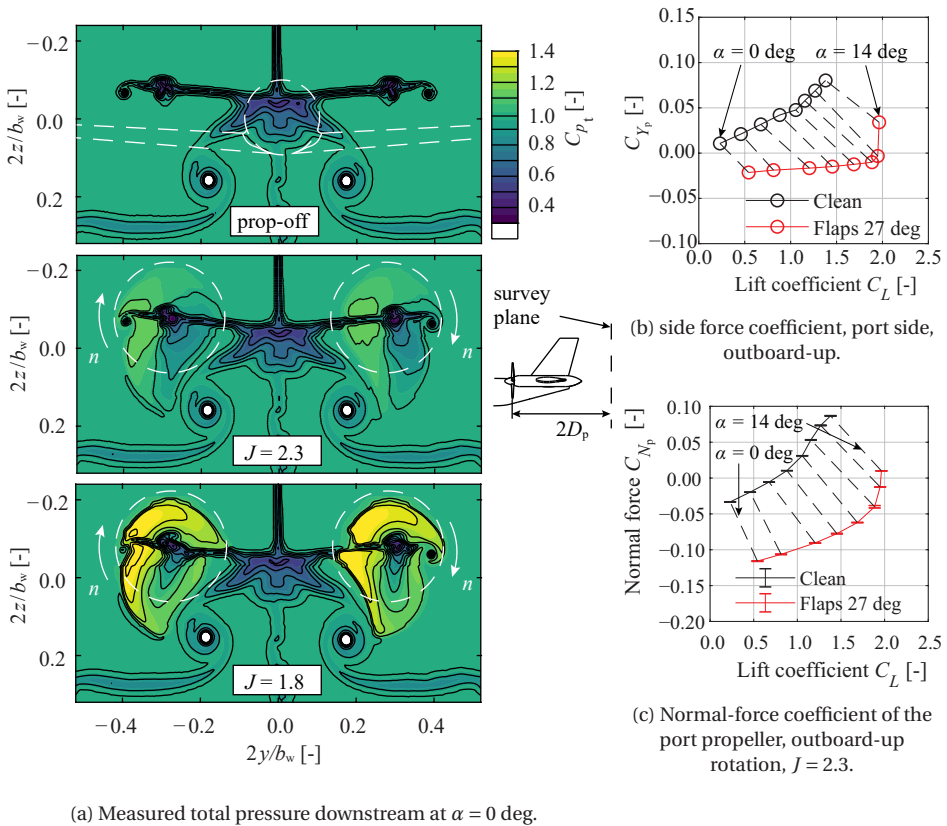 −0.2
0.0
0.2
2z/b_w [-]
prop-off
1.4
1.2
1.0
0.8
0.6
0.4
C_{p_t} [-]
−0.2
0.0
0.2
2z/b_w [-]
n
n
J = 2.3
survey
plane
2D_p
−0.2
0.0
0.2
2z/b_w [-]
n
n
J = 1.8
−0.4 −0.2 0.0 0.2 0.4
2y/b_w [-]
(a) Measured total pressure downstream at α = 0 deg.
0.10
0.05
0.00
−0.05
−0.10
C_{Y_p} [-]
α = 0 deg
α = 14 deg
Clean
Flaps 27 deg
0.0 0.5 1.0 1.5 2.0 2.5
Lift coefficient C_L [-]
(b) side force coefficient, port side,
outboard-up.
0.10
0.05
0.00
−0.05
−0.10
−0.15
−0.20
Normal force C_{N_p} [-]
α = 14 deg
α = 0 deg
Clean
Flaps 27 deg
0.0 0.5 1.0 1.5 2.0 2.5
Lift coefficient C_L [-]
(c) Normal-force coefficient of the
port propeller, outboard-up
rotation, J = 2.3.